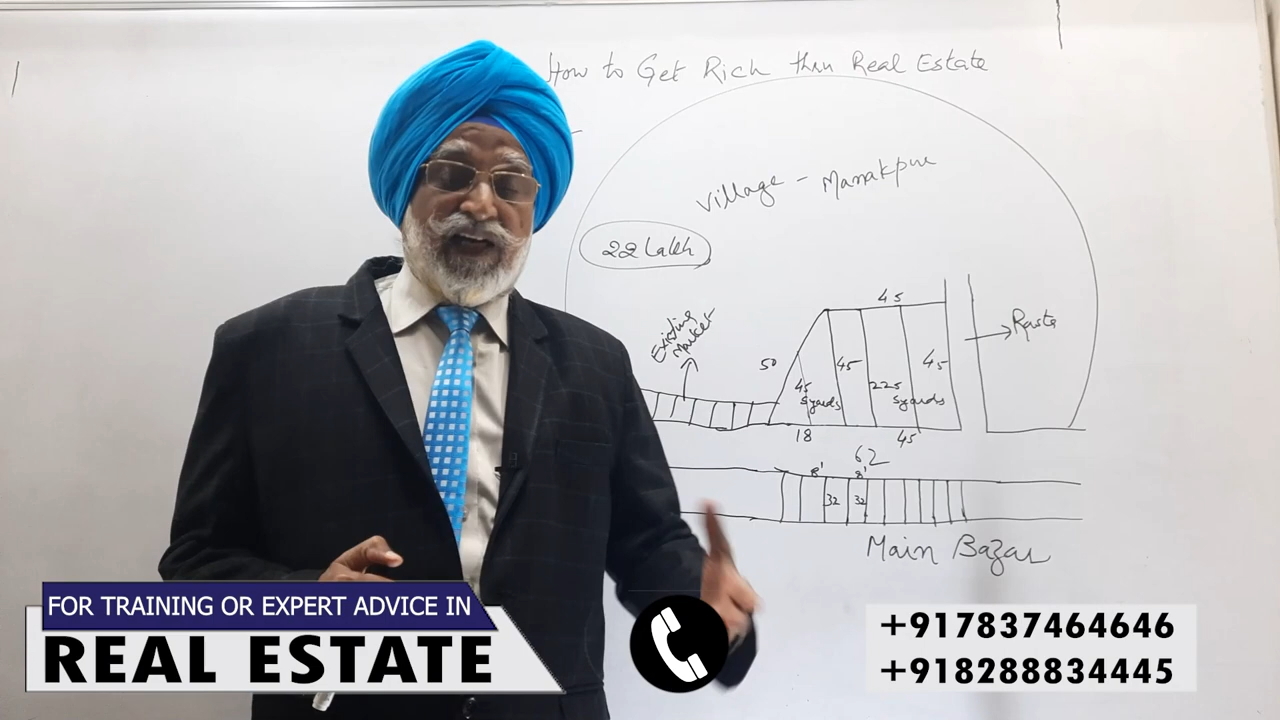 How to Get Rich thru Real Estate
Village - Manakpur
22 Lakh
Existing
Market
45
Rasta
50
45
45
225
45
Syards
Syards
18
45
62
8'
8'
32
32
Main Bazar
FOR TRAINING OR EXPERT ADVICE IN
REAL ESTATE
+917837464646
+918288834445